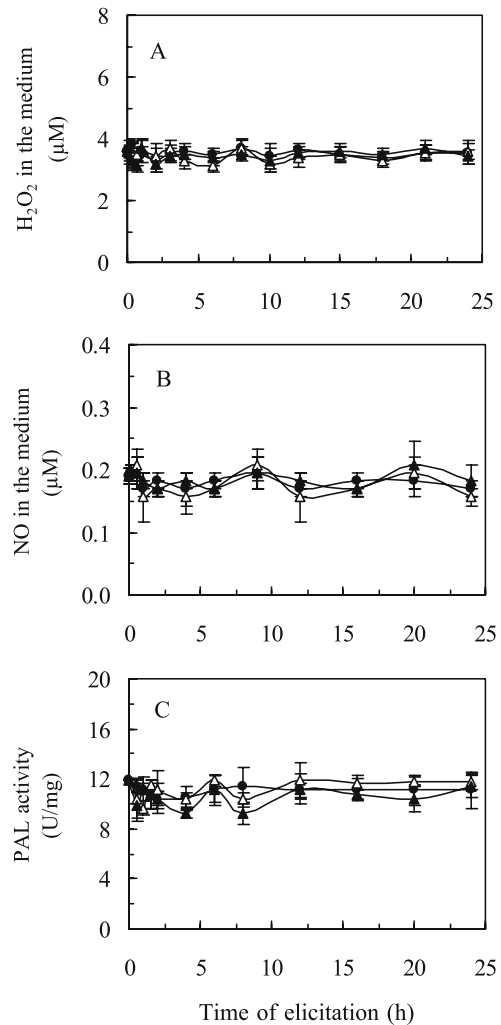 8
6
4
2
0
A
H₂O₂ in the medium
(μM)
0 5 10 15 20 25
0.4
0.3
0.2
0.1
0.0
B
NO in the medium
(μM)
0 5 10 15 20 25
20
16
12
8
4
0
C
PAL activity
(U/mg)
0 5 10 15 20 25
Time of elicitation (h)